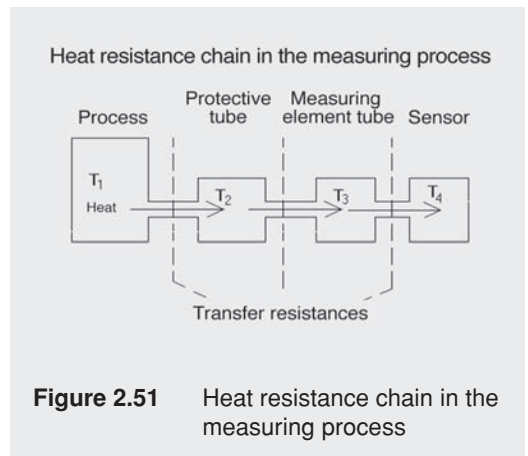 Heat resistance chain in the measuring process
Process
Protective tube
Measuring element tube
Sensor
T1
Heat
T2
T3
T4
Transfer resistances
Figure 2.51 Heat resistance chain in the
measuring process